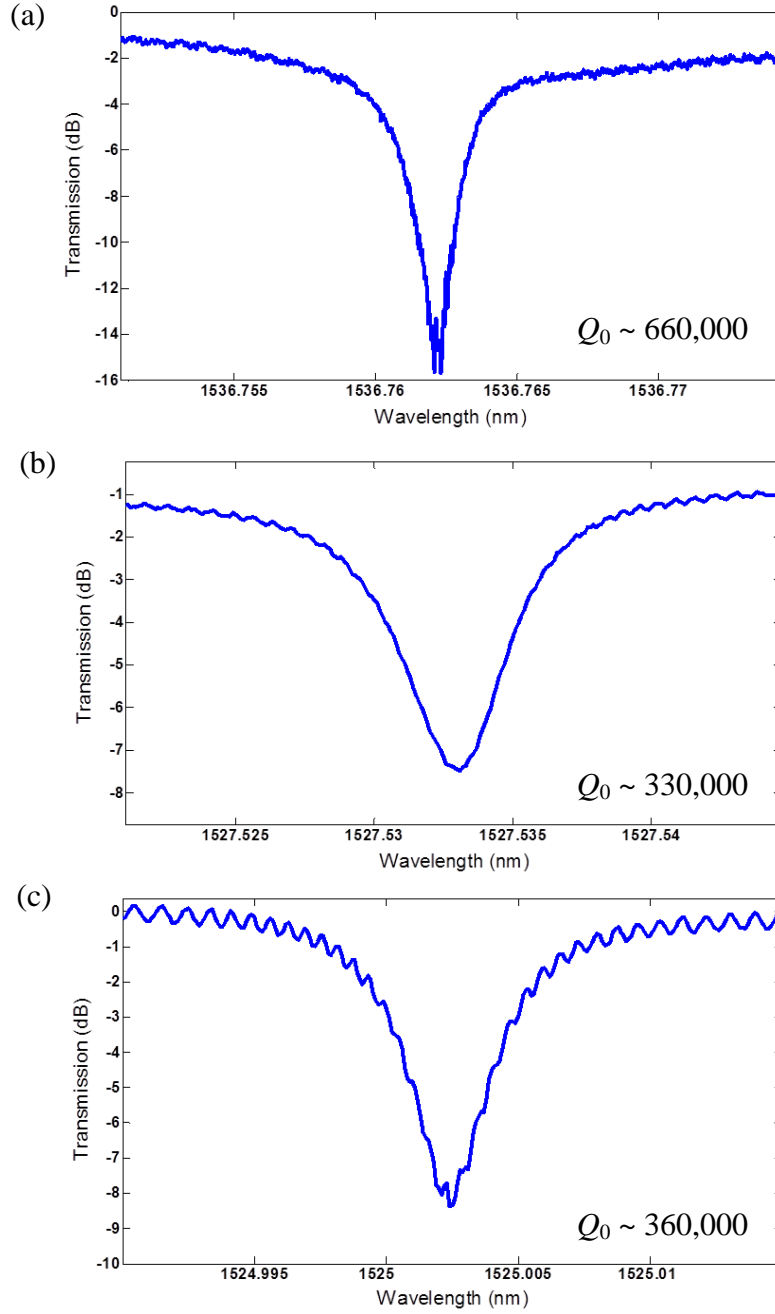 (a)
0
-2
-4
-6
-8
-10
-12
-14
-16
Transmission (dB)
Q0 ~ 660,000
1536.755 1536.76 1536.765 1536.77
Wavelength (nm)
(b)
-1
-2
-3
-4
-5
-6
-7
-8
Transmission (dB)
Q0 ~ 330,000
1527.525 1527.53 1527.535 1527.54
Wavelength (nm)
(c)
0
-1
-2
-3
-4
-5
-6
-7
-8
-9
-10
Transmission (dB)
Q0 ~ 360,000
1524.995 1525 1525.005 1525.01
Wavelength (nm)